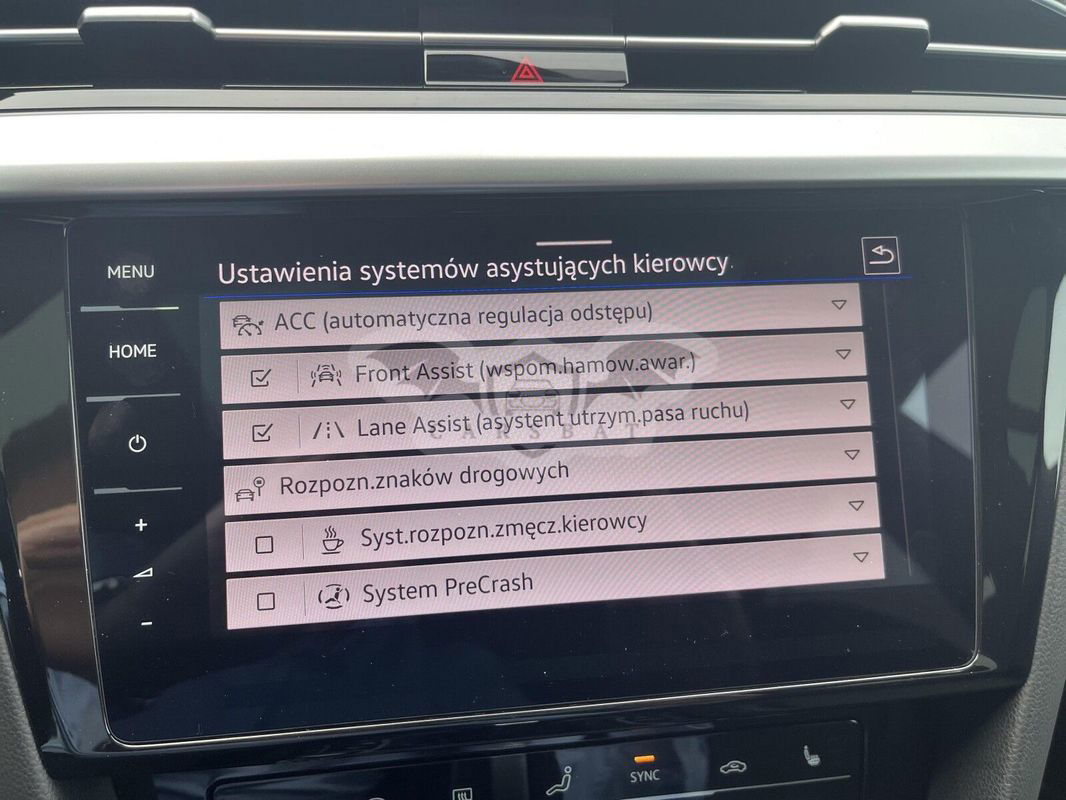 MENU
HOME
Ustawienia systemów asystujących kierowcy
ACC (automatyczna regulacja odstępu)
Front Assist (wspom.hamow.awar.)
Lane Assist (asystent utrzym.pasa ruchu)
CARSBAT
Rozpozn.znaków drogowych
Syst.rozpozn.zmęcz.kierowcy
System PreCrash
+
-
SYNC